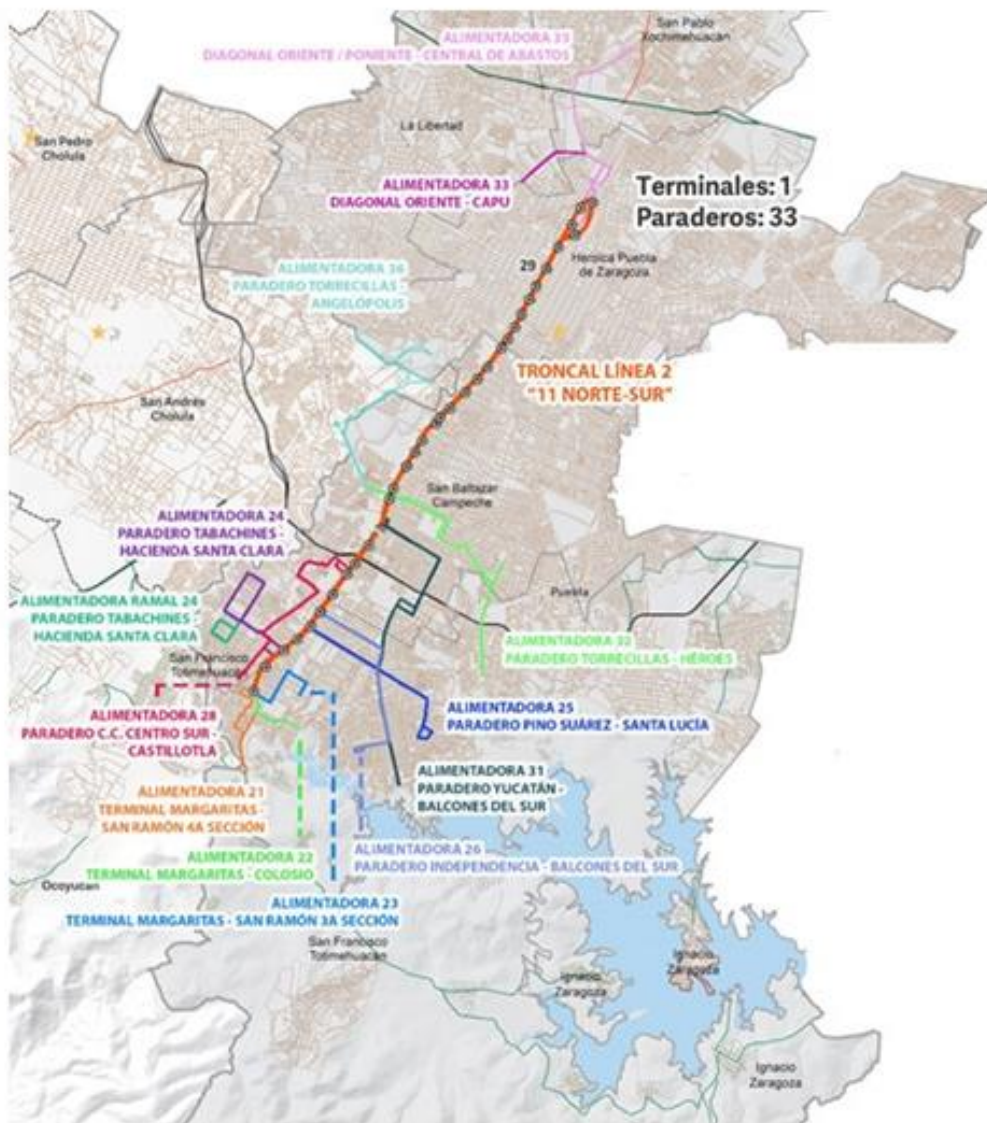 San Pablo
Xochimehuacán
ALIMENTADORA 35
DIAGONAL ORIENTE / PONIENTE - CENTRAL DE ABASTOS
La Libertad
San Pedro
Cholula
ALIMENTADORA 33
DIAGONAL ORIENTE - CAPU
Terminales: 1
Paraderos: 33
29
Heroica Puebla
de Zaragoza
ALIMENTADORA 36
PARADERO TORRECILLAS -
ANGELÓPOLIS
TRONCAL LÍNEA 2
"11 NORTE-SUR"
San Andrés
Cholula
San Baltazar
Campeche
ALIMENTADORA 24
PARADERO TABACHINES -
HACIENDA SANTA CLARA
Puebla
ALIMENTADORA RAMAL 24
PARADERO TABACHINES -
HACIENDA SANTA CLARA
ALIMENTADORA 32
PARADERO TORRECILLAS - HÉROES
San Francisco
Totimehuacán
ALIMENTADORA 28
PARADERO C.C. CENTRO SUR -
CASTILLOTLA
ALIMENTADORA 25
PARADERO PINO SUÁREZ - SANTA LUCÍA
ALIMENTADORA 31
PARADERO YUCATÁN -
BALCONES DEL SUR
ALIMENTADORA 21
TERMINAL MARGARITAS -
SAN RAMÓN 4A SECCIÓN
ALIMENTADORA 22
TERMINAL MARGARITAS - COLOSIO
ALIMENTADORA 26
PARADERO INDEPENDENCIA - BALCONES DEL SUR
Ocoyucan
ALIMENTADORA 23
TERMINAL MARGARITAS - SAN RAMÓN 3A SECCIÓN
San Francisco
Totimehuacán
Ignacio
Zaragoza
Ignacio
Zaragoza
Ignacio
Zaragoza